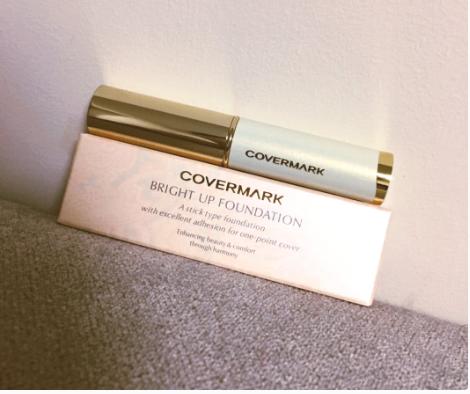 COVERMARK
COVERMARK
BRIGHT UP FOUNDATION
A stick type foundation
with excellent adhesion for one-point cover
Enhancing beauty & comfort
through harmony